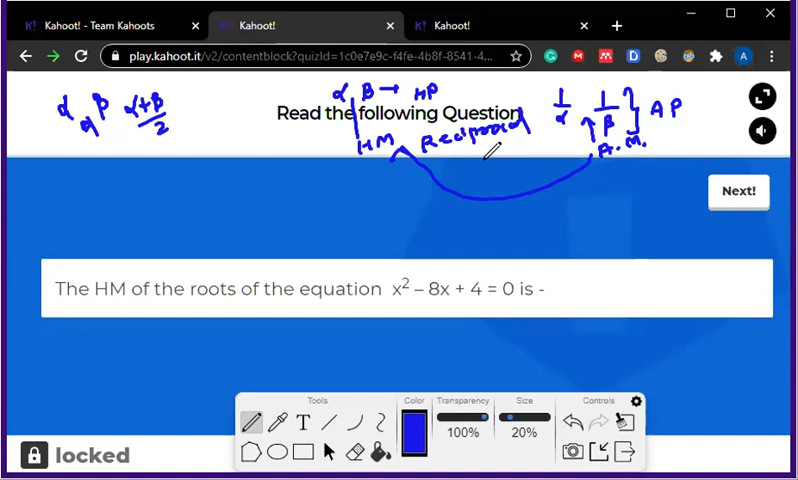 Kahoot! - Team Kahoots
Kahoot!
Kahoot!
play.kahoot.it/v2/contentblock?quizId=1c0e7e9c-f4fe-4b8f-8541-4...
α β α+β/2
α β → HP
Read the following Question
1/α 1/β } AP
HM Reciprocal A.M.
Next!
The HM of the roots of the equation x² – 8x + 4 = 0 is -
Tools Color Transparency Size Controls
100% 20%
locked